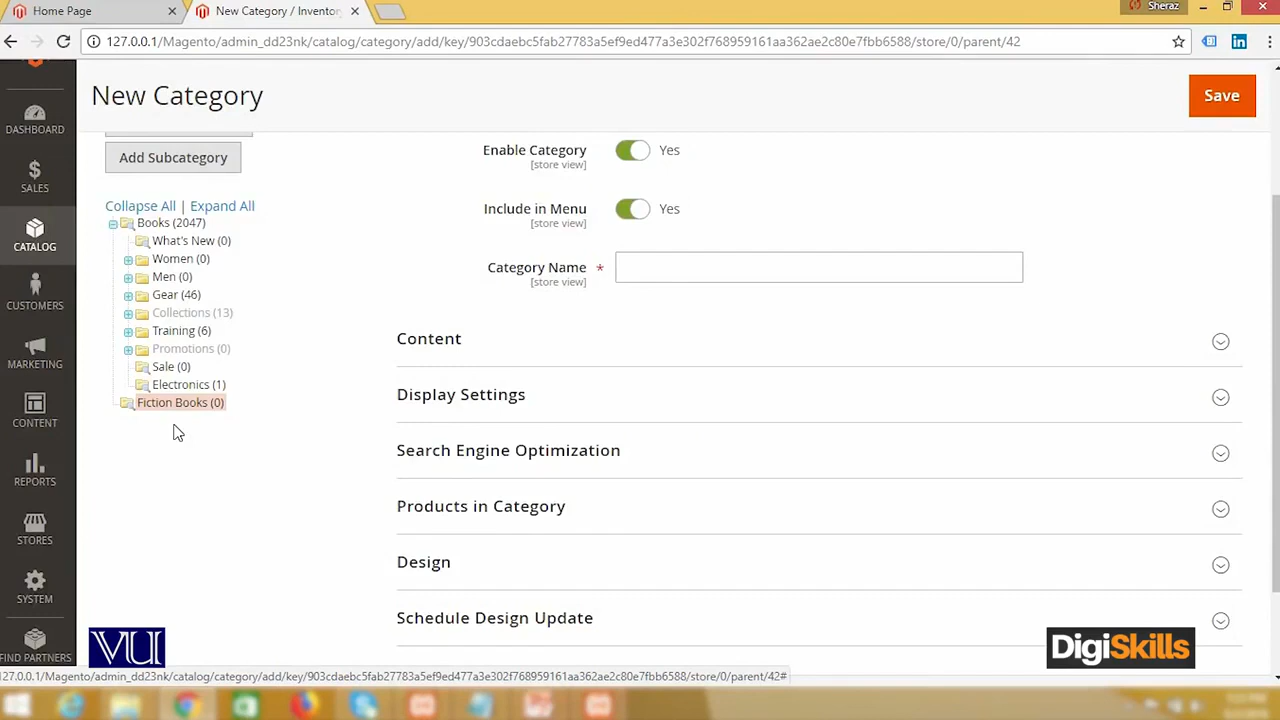 Home Page
New Category / Inventor
Sheraz
127.0.0.1/Magento/admin_dd23nk/catalog/category/add/key/903cdaebc5fab27783a5ef9ed477a3e302f768959161aa362ae2c80e7fbb6588/store/0/parent/42
New Category
Save
DASHBOARD
SALES
CATALOG
CUSTOMERS
MARKETING
CONTENT
REPORTS
STORES
SYSTEM
FIND PARTNERS
Add Subcategory
Collapse All | Expand All
Books (2047)
What's New (0)
Women (0)
Men (0)
Gear (46)
Collections (13)
Training (6)
Promotions (0)
Sale (0)
Electronics (1)
Fiction Books (0)
Enable Category
[store view]
Yes
Include in Menu
[store view]
Yes
Category Name *
[store view]
Content
Display Settings
Search Engine Optimization
Products in Category
Design
Schedule Design Update
VU
DigiSkills
127.0.0.1/Magento/admin_dd23nk/catalog/category/add/key/903cdaebc5fab27783a5ef9ed477a3e302f768959161aa362ae2c80e7fbb6588/store/0/parent/42#